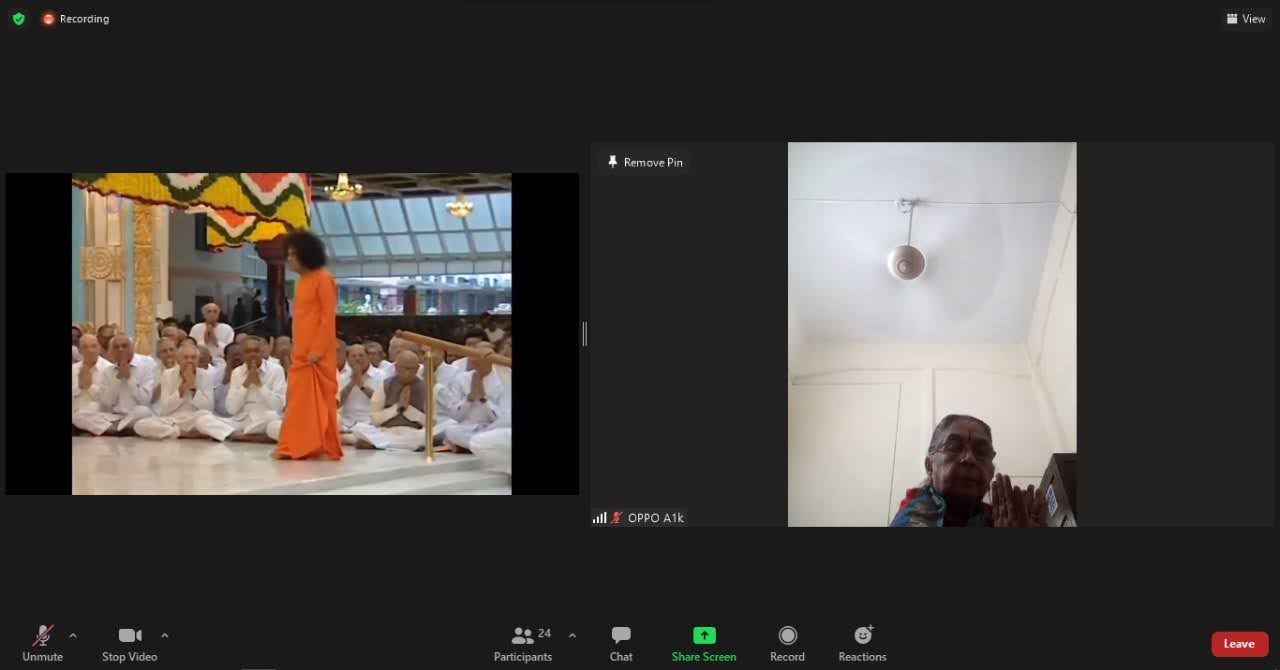 Recording
View
Remove Pin
OPPO A1k
Unmute
Stop Video
24
Participants
Chat
Share Screen
Record
Reactions
Leave